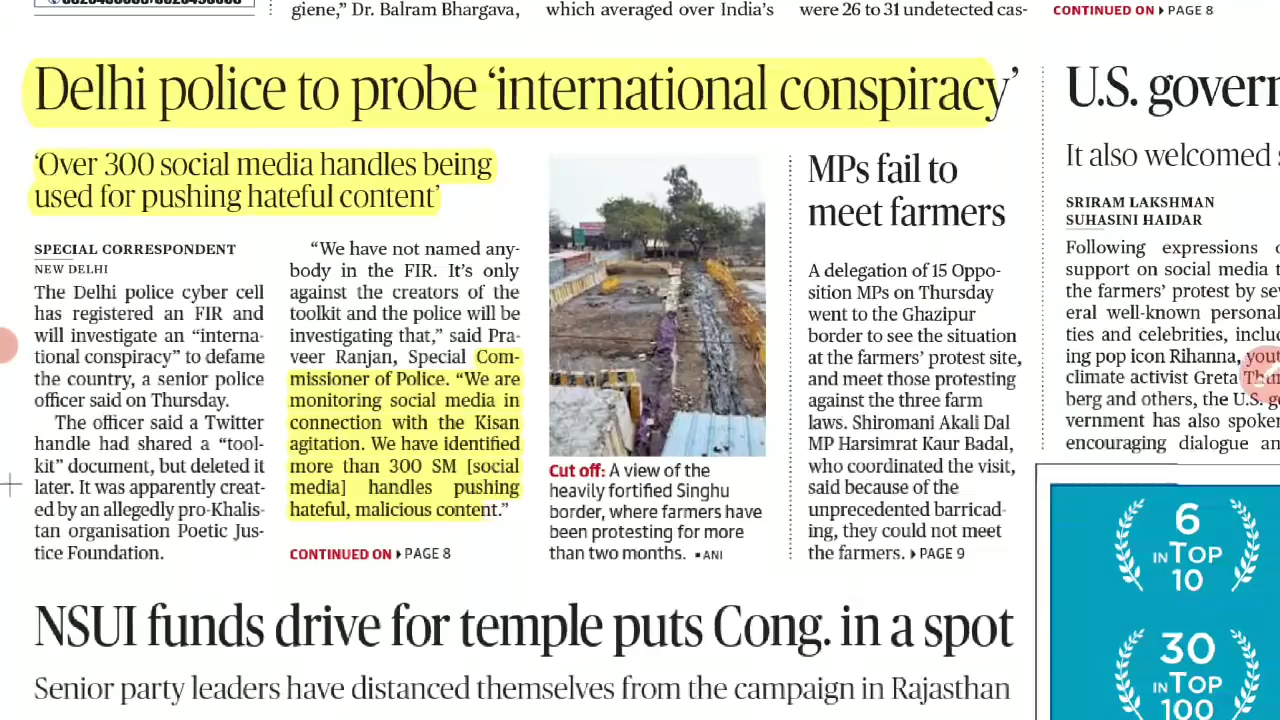 giene,” Dr. Balram Bhargava,
which averaged over India’s
were 26 to 31 undetected cas-
CONTINUED ON PAGE 8
Delhi police to probe ‘international conspiracy’
‘Over 300 social media handles being
used for pushing hateful content’
SPECIAL CORRESPONDENT
NEW DELHI
The Delhi police cyber cell
has registered an FIR and
will investigate an “interna-
tional conspiracy” to defame
the country, a senior police
officer said on Thursday.
The officer said a Twitter
handle had shared a “tool-
kit” document, but deleted it
later. It was apparently creat-
ed by an allegedly pro-Khalis-
tan organisation Poetic Jus-
tice Foundation.
“We have not named any-
body in the FIR. It’s only
against the creators of the
toolkit and the police will be
investigating that,” said Pra-
veer Ranjan, Special Com-
missioner of Police. “We are
monitoring social media in
connection with the Kisan
agitation. We have identified
more than 300 SM [social
media] handles pushing
hateful, malicious content.”
CONTINUED ON PAGE 8
Cut off: A view of the
heavily fortified Singhu
border, where farmers have
been protesting for more
than two months. ▪ ANI
MPs fail to
meet farmers
A delegation of 15 Oppo-
sition MPs on Thursday
went to the Ghazipur
border to see the situation
at the farmers’ protest site,
and meet those protesting
against the three farm
laws. Shiromani Akali Dal
MP Harsimrat Kaur Badal,
who coordinated the visit,
said because of the
unprecedented barricad-
ing, they could not meet
the farmers. PAGE 9
U.S. govern
It also welcomed
SRIRAM LAKSHMAN
SUHASINI HAIDAR
Following expressions
support on social media
the farmers’ protest by sev
eral well-known personal
ties and celebrities, includ
ing pop icon Rihanna, yout
climate activist Greta Thun
berg and others, the U.S. go
vernment has also spoken
encouraging dialogue an
NSUI funds drive for temple puts Cong. in a spot
Senior party leaders have distanced themselves from the campaign in Rajasthan
6
IN TOP
10
30
IN TOP
100